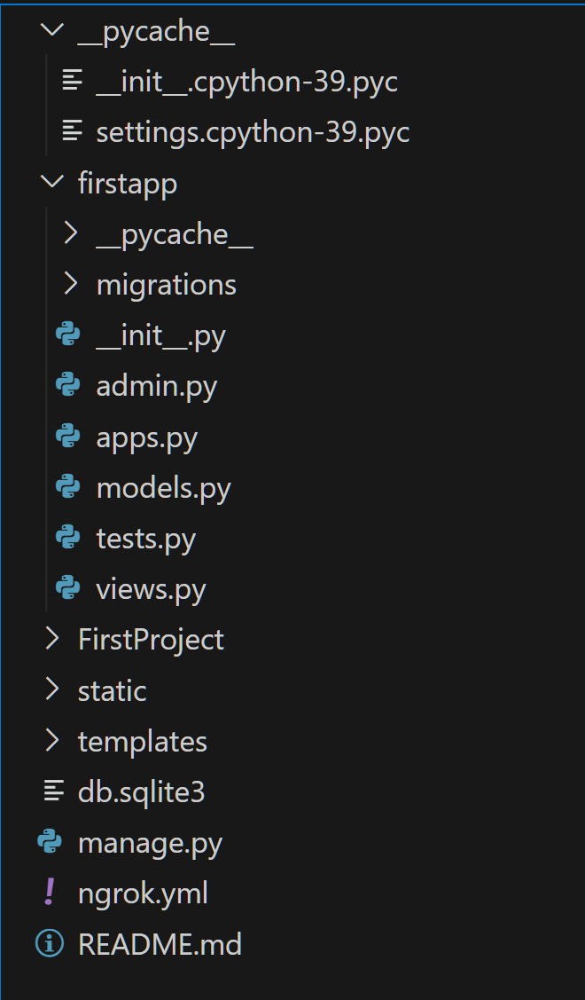 __pycache__
__init__.cpython-39.pyc
settings.cpython-39.pyc
firstapp
__pycache__
migrations
__init__.py
admin.py
apps.py
models.py
tests.py
views.py
FirstProject
static
templates
db.sqlite3
manage.py
ngrok.yml
README.md